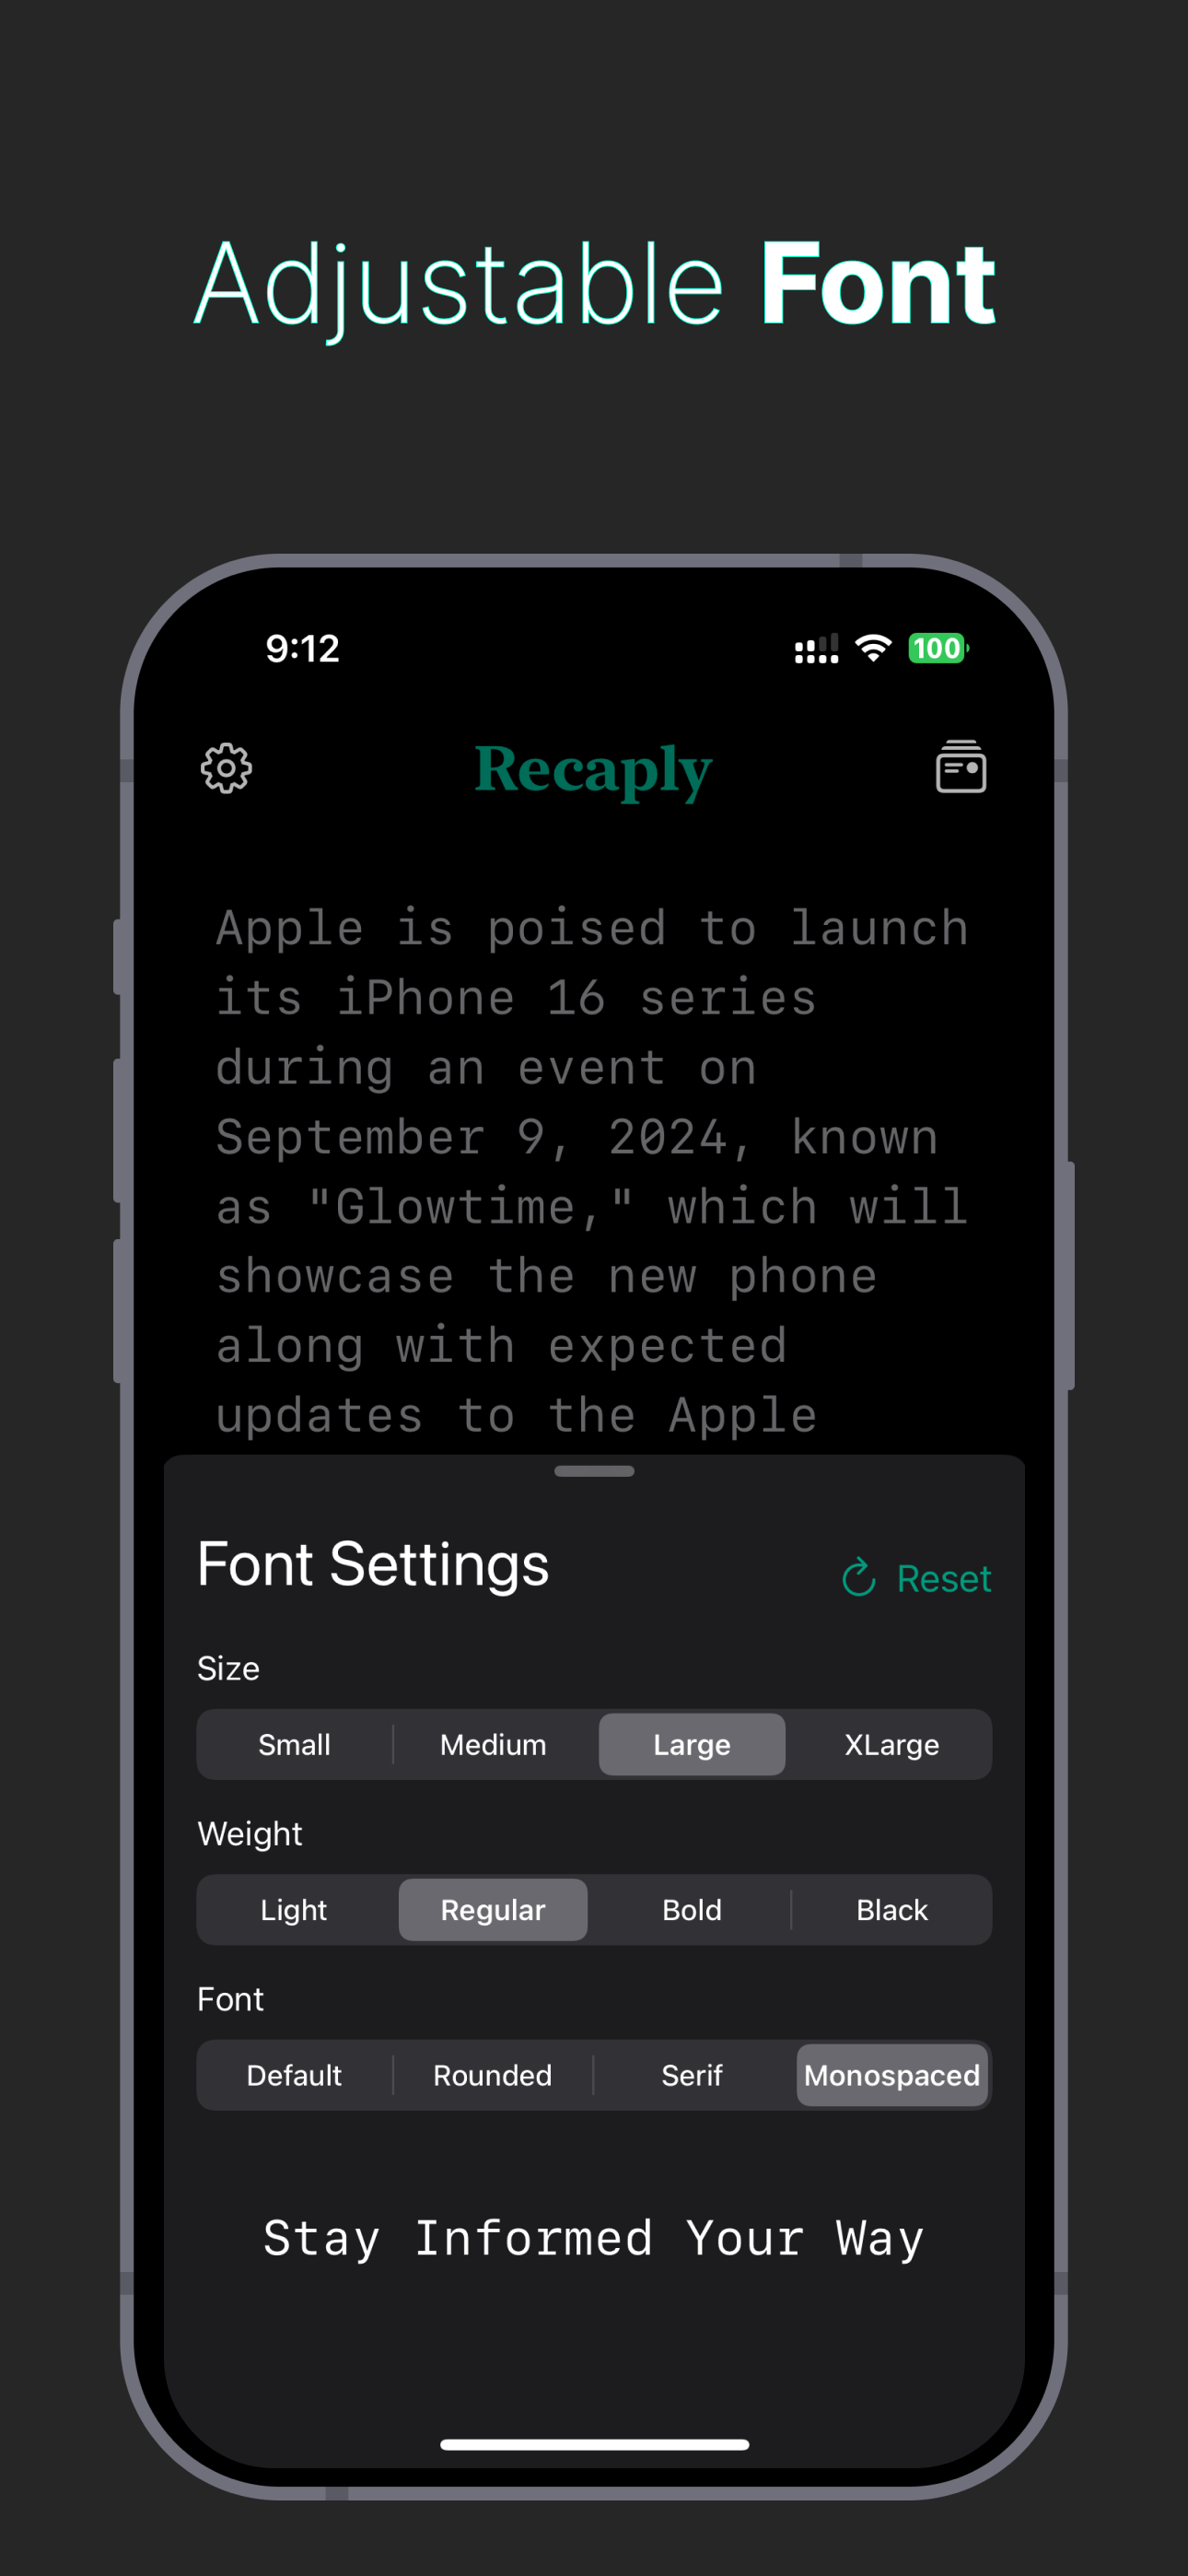 Adjustable Font
9:12
100
Recaply
Apple is poised to launch
its iPhone 16 series
during an event on
September 9, 2024, known
as "Glowtime," which will
showcase the new phone
along with expected
updates to the Apple
Font Settings
Reset
Size
Small Medium Large XLarge
Weight
Light Regular Bold Black
Font
Default Rounded Serif Monospaced
Stay Informed Your Way